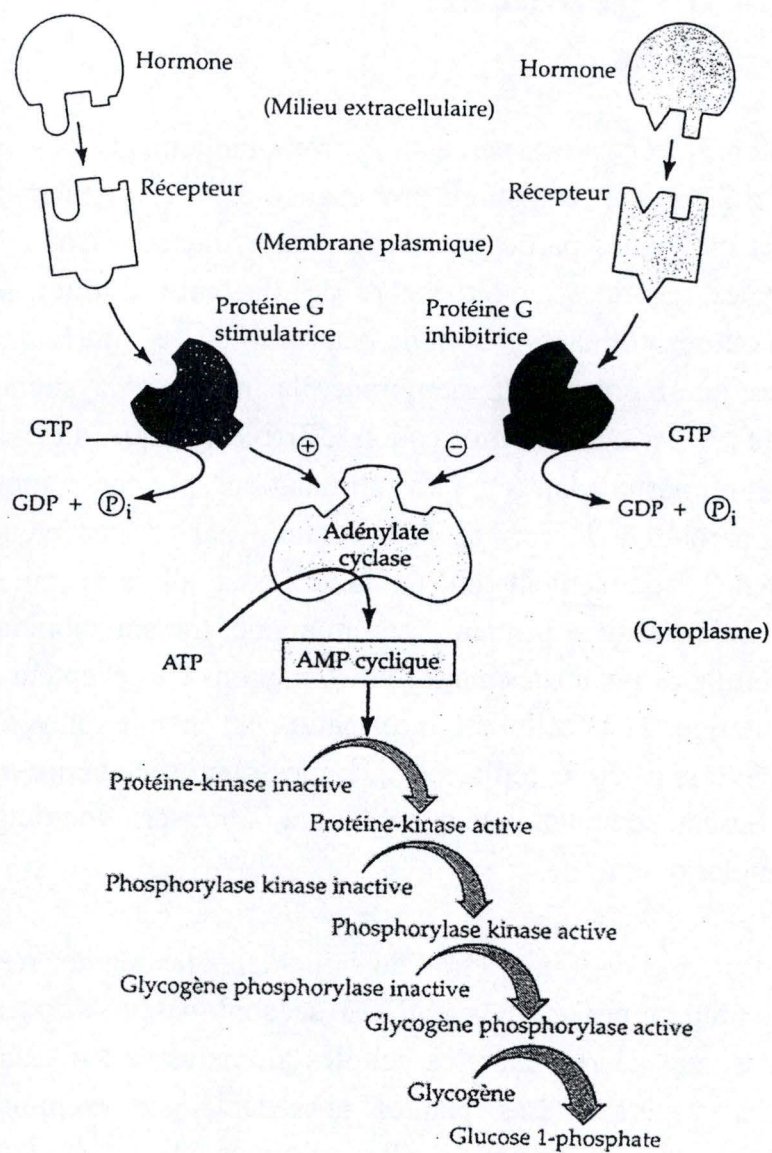 Hormone
Hormone
(Milieu extracellulaire)
Récepteur
Récepteur
(Membrane plasmique)
Protéine G
stimulatrice
Protéine G
inhibitrice
GTP
+
−
GTP
GDP + Pi
GDP + Pi
Adénylate
cyclase
(Cytoplasme)
ATP
AMP cyclique
Protéine-kinase inactive
Protéine-kinase active
Phosphorylase kinase inactive
Phosphorylase kinase active
Glycogène phosphorylase inactive
Glycogène phosphorylase active
Glycogène
Glucose 1-phosphate